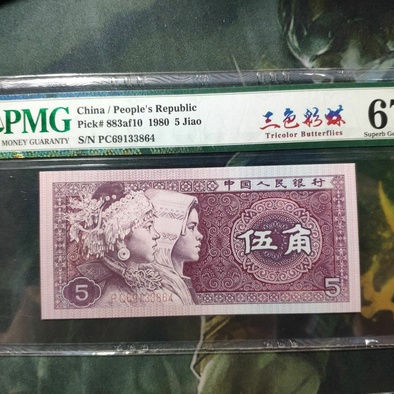 PMG
MONEY GUARANTY
China / People's Republic
Pick# 883af10 1980 5 Jiao
S/N PC69133864
三色彩蝶
Tricolor Butterflies
67
Superb Ge
中国人民银行
伍角
5
PC69133864
5